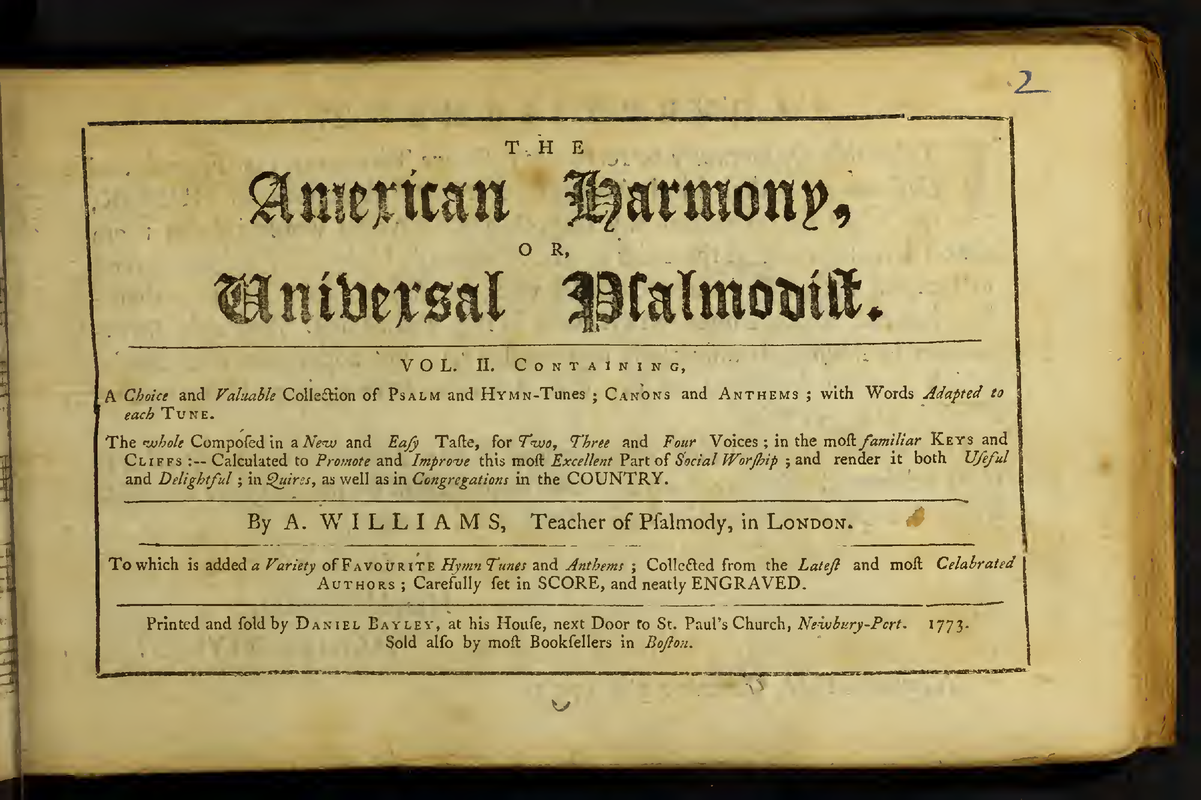 2
T H E
American Harmony,
O R,
Universal Pſalmodiſt.
VOL. II. CONTAINING,
A Choice and Valuable Collection of PSALM and HYMN-Tunes ; CANONS and ANTHEMS ; with Words Adapted to
each TUNE.
The whole Compoſed in a New and Eaſy Taſte, for Two, Three and Four Voices ; in the moſt familiar KEYS and
CLIFFS :-- Calculated to Promote and Improve this moſt Excellent Part of Social Worſhip ; and render it both Uſeful
and Delightful ; in Quires, as well as in Congregations in the COUNTRY.
By A. WILLIAMS, Teacher of Pſalmody, in LONDON.
To which is added a Variety of FAVOURITE Hymn Tunes and Anthems ; Collected from the Lateſt and moſt Celabrated
AUTHORS ; Carefully ſet in SCORE, and neatly ENGRAVED.
Printed and ſold by DANIEL BAYLEY, at his Houſe, next Door to St. Paul's Church, Newbury-Port. 1773.
Sold alſo by moſt Bookſellers in Boſton.